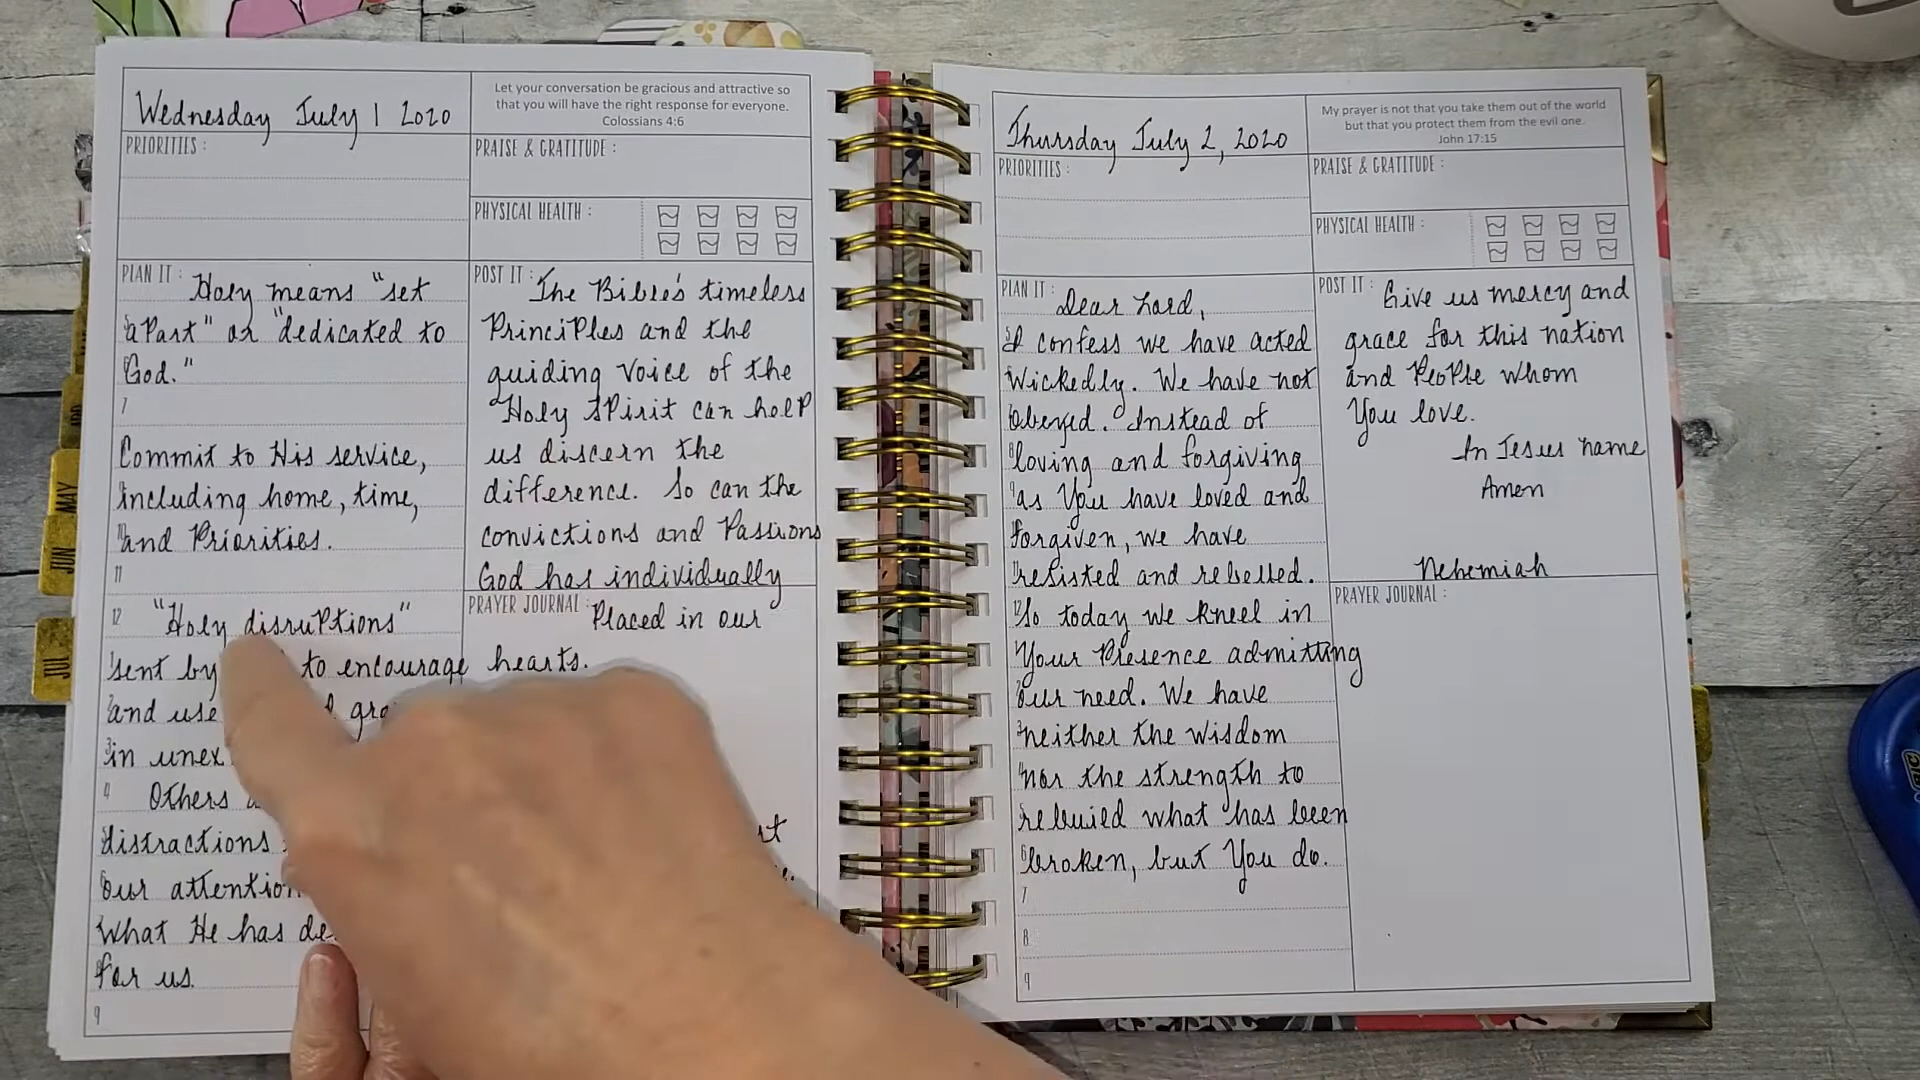 Wednesday July 1 2020
Let your conversation be gracious and attractive so
that you will have the right response for everyone.
Colossians 4:6
PRIORITIES :
PRAISE & GRATITUDE :
PHYSICAL HEALTH :
PLAN IT :
Holy means "set
apart" or "dedicated to
God."
7
Commit to His service,
including home, time,
and Priorities.
11
12
"Holy disruptions"
sent by to encourage
and use
in
4
Others
distractions
our attention
What He has
for us.
9
POST IT :
The Bible's timeless
Principles and the
guiding voice of the
Holy Spirit can help
us discern the
difference. So can the
convictions and Passions
God has individually
PRAYER JOURNAL :
Placed in our
hearts.
Thursday July 2, 2020
My prayer is not that you take them out of the world
but that you protect them from the evil one.
John 17:15
PRIORITIES :
PRAISE & GRATITUDE :
PHYSICAL HEALTH :
PLAN IT :
Dear Lord,
I confess we have acted
Wickedly. We have not
obeyed. Instead of
loving and forgiving
as You have loved and
forgiven, we have
resisted and rebelled.
So today we kneel in
Your Presence admitting
our need. We have
neither the wisdom
nor the strength to
rebuild what has been
broken, but You do.
7
8
9
POST IT :
Give us mercy and
grace for this nation
and People whom
You love.
In Jesus name
Amen
Nehemiah
PRAYER JOURNAL :
MAY
JUN
JUL